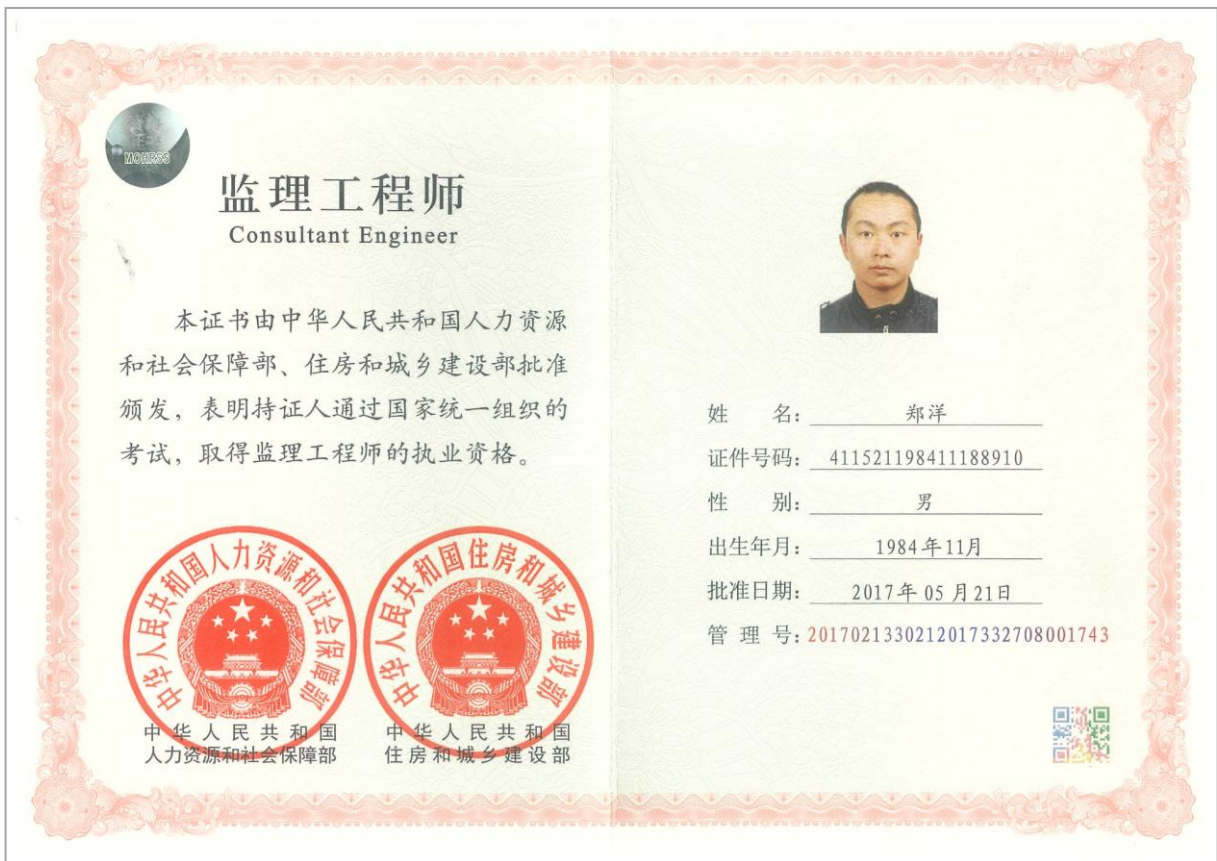 MOHRSS
监理工程师
Consultant Engineer
本证书由中华人民共和国人力资源
和社会保障部、住房和城乡建设部批准
颁发，表明持证人通过国家统一组织的
考试，取得监理工程师的执业资格。
中华人民共和国人力资源和社会保障部
中华人民共和国住房和城乡建设部
中华人民共和国
人力资源和社会保障部
中华人民共和国
住房和城乡建设部
姓 名：郑洋
证件号码：411521198411188910
性 别：男
出生年月：1984年11月
批准日期：2017年05月21日
管 理 号：2017021330212017332708001743